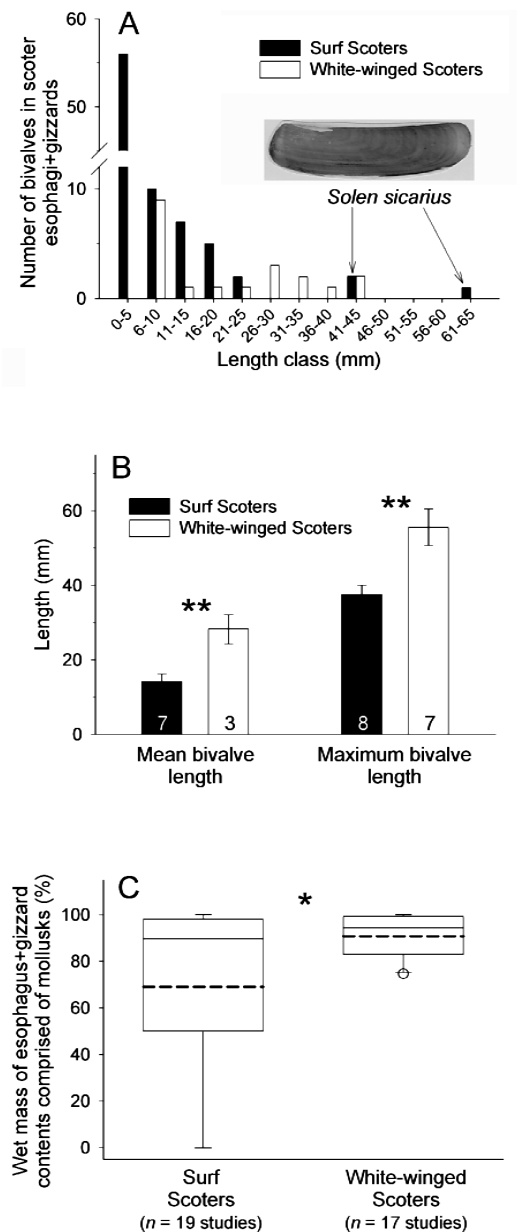 A
Surf Scoters
White-winged Scoters
Number of bivalves in scoter
esophagi+gizzards
60
50
10
0
Solen sicarius
0-5
6-10
11-15
16-20
21-25
26-30
31-35
36-40
41-45
46-50
51-55
56-60
61-65
Length class (mm)
B
Surf Scoters
White-winged Scoters
Length (mm)
60
40
20
0
**
**
7
3
8
7
Mean bivalve
length
Maximum bivalve
length
C
*
Wet mass of esophagus+gizzard
contents comprised of mollusks (%)
100
80
60
40
20
0
Surf
Scoters
(n = 19 studies)
White-winged
Scoters
(n = 17 studies)